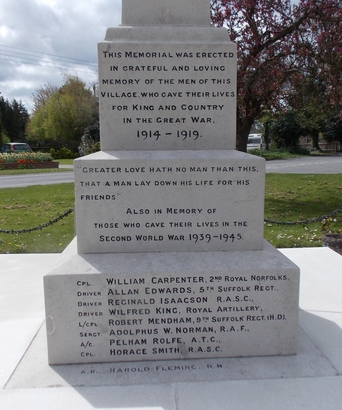 THIS MEMORIAL WAS ERECTED
IN GRATEFUL AND LOVING
MEMORY OF THE MEN OF THIS
VILLAGE, WHO GAVE THEIR LIVES
FOR KING AND COUNTRY
IN THE GREAT WAR.
1914 - 1919.
GREATER LOVE HATH NO MAN THAN THIS,
THAT A MAN LAY DOWN HIS LIFE FOR HIS
FRIENDS"
ALSO IN MEMORY OF
THOSE WHO GAVE THEIR LIVES IN THE
SECOND WORLD WAR 1939-1945.
CPL WILLIAM CARPENTER, 2ND ROYAL NORFOLKS,
DRIVER ALLAN EDWARDS, 5TH SUFFOLK REGT.,
DRIVER REGINALD ISAACSON R.A.S.C.,
DRIVER WILFRED KING, ROYAL ARTILLERY,
L/CPL ROBERT MENDHAM, 9TH SUFFOLK REGT. (H.D),
SERGT. ADOLPHUS W. NORMAN, R.A.F.,
A/C. PELHAM ROLFE, A.T.C.,
CPL. HORACE SMITH, R.A.S.C.
A.B. HAROLD FLEMING, R.N.